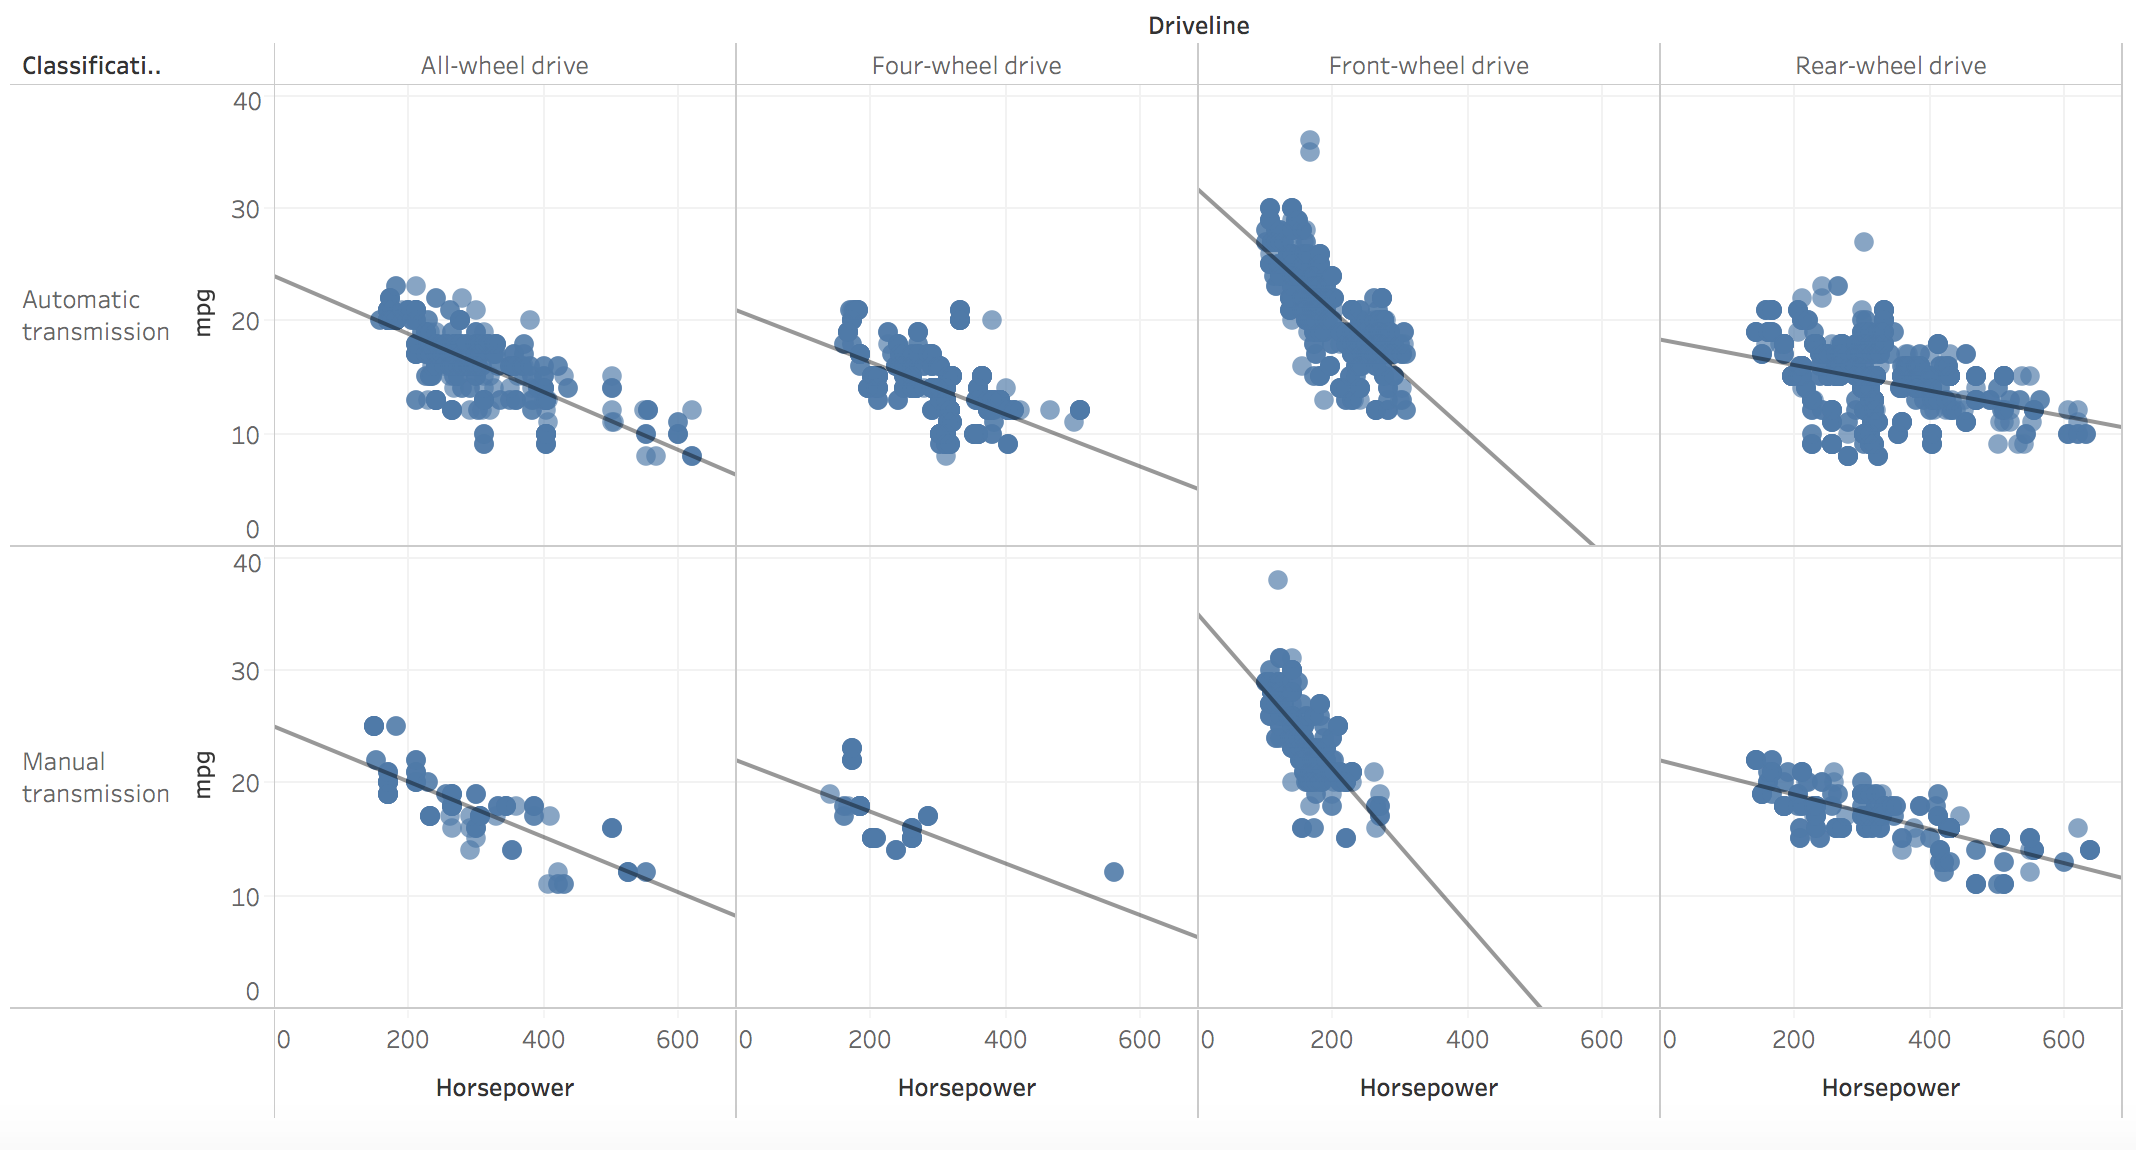 Driveline
Classificati..
All-wheel drive
Four-wheel drive
Front-wheel drive
Rear-wheel drive
Automatic
transmission
mpg
40
30
20
10
0
Manual
transmission
mpg
40
30
20
10
0
0 200 400 600
0 200 400 600
0 200 400 600
0 200 400 600
Horsepower
Horsepower
Horsepower
Horsepower